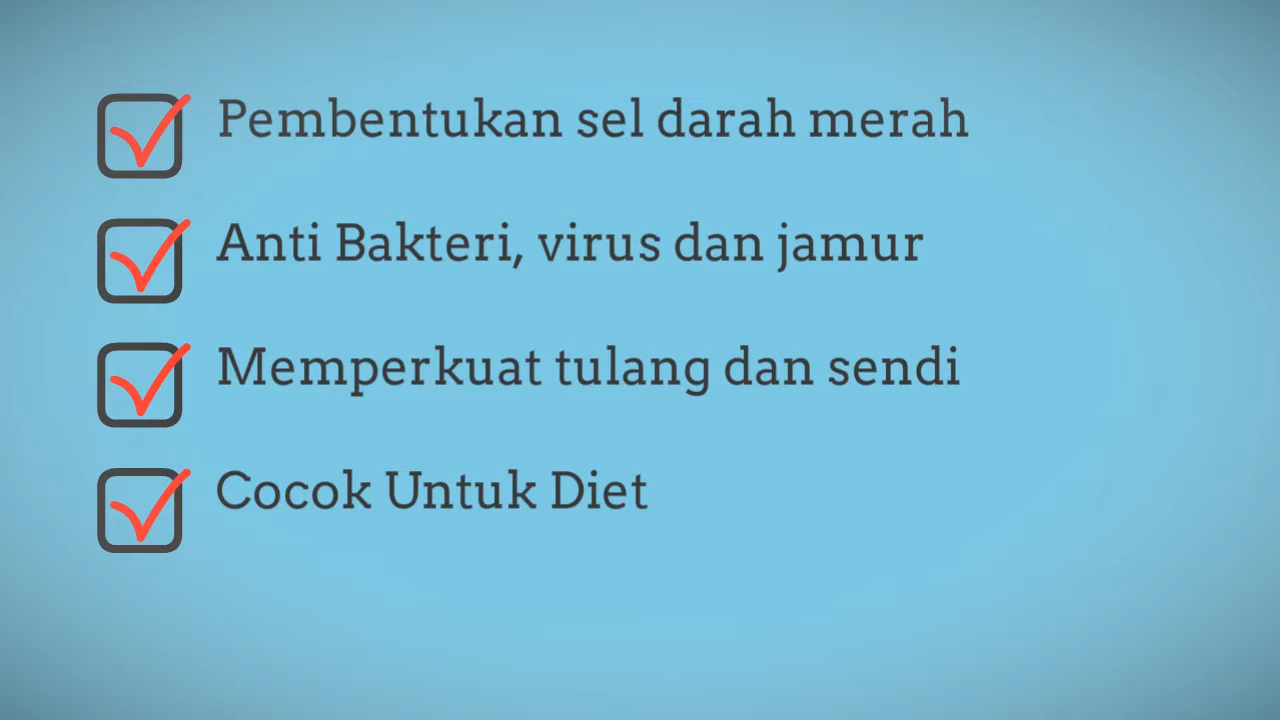 Pembentukan sel darah merah
Anti Bakteri, virus dan jamur
Memperkuat tulang dan sendi
Cocok Untuk Diet